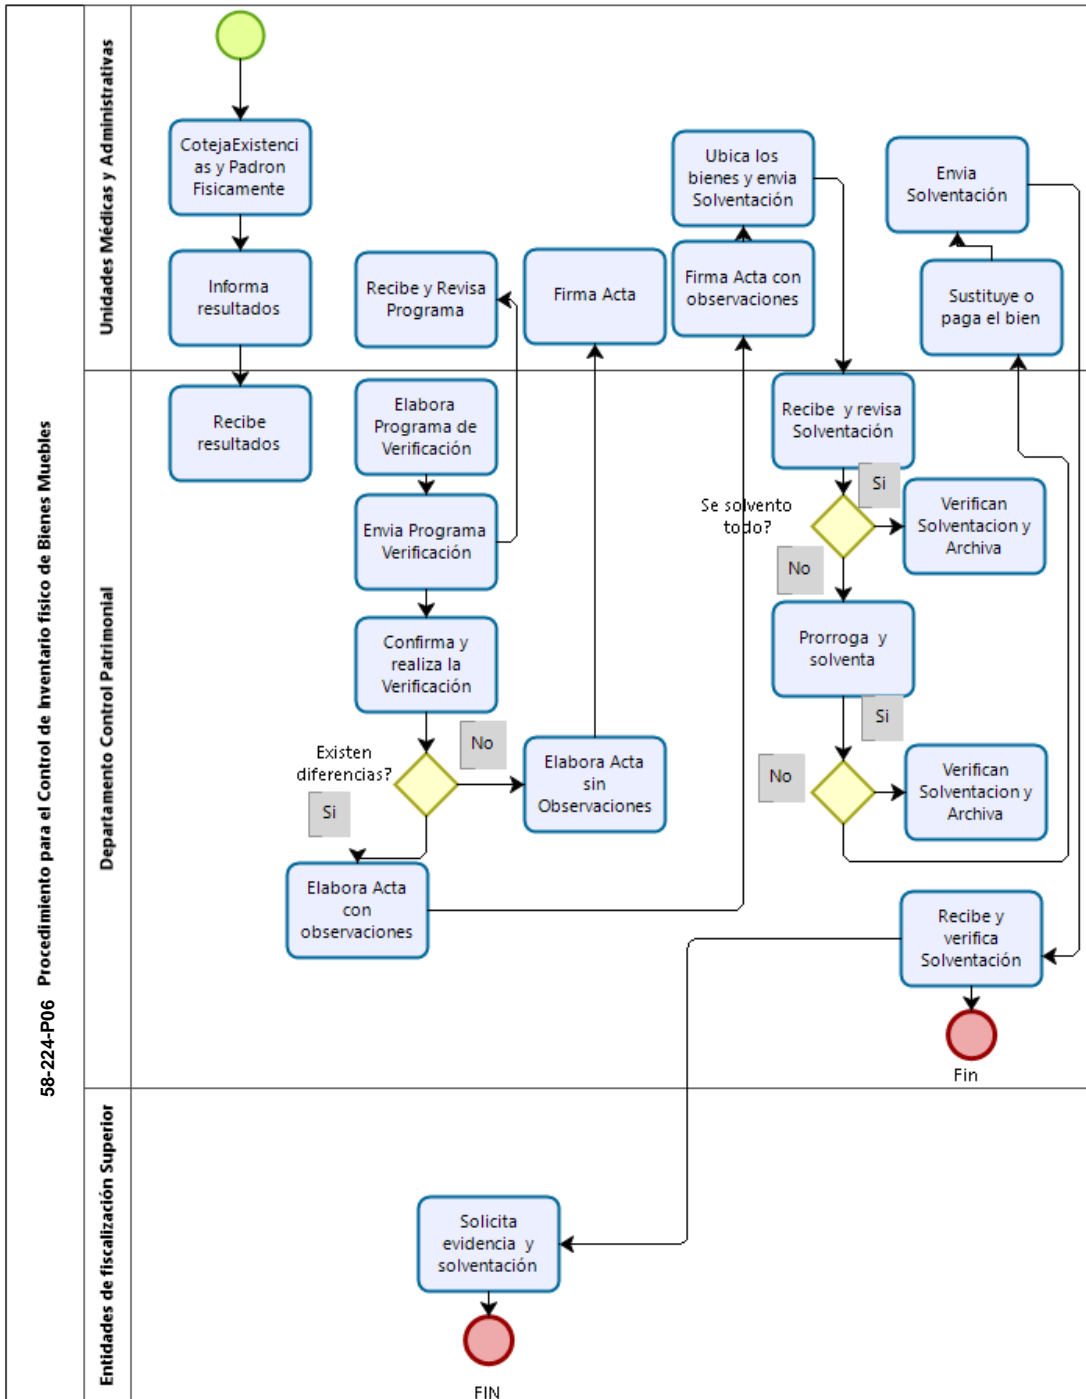 58-224-P06 Procedimiento para el Control de Inventario físico de Bienes Muebles
Unidades Médicas y Administrativas
CotejaExistenci
as y Padron
Fisicamente
Informa
resultados
Recibe y Revisa
Programa
Firma Acta
Ubica los
bienes y envia
Solventación
Firma Acta con
observaciones
Envia
Solventación
Sustituye o
paga el bien
Departamento Control Patrimonial
Recibe
resultados
Elabora
Programa de
Verificación
Envia Programa
Verificación
Confirma y
realiza la
Verificación
Existen
diferencias?
No
Si
Elabora Acta
sin
Observaciones
Elabora Acta
con
observaciones
Recibe y revisa
Solventación
Se solvento
todo?
Si
Verifican
Solventacion y
Archiva
No
Prorroga y
solventa
Si
No
Verifican
Solventacion y
Archiva
Recibe y
verifica
Solventación
Fin
Entidades de fiscalización Superior
Solicita
evidencia y
solventación
FIN